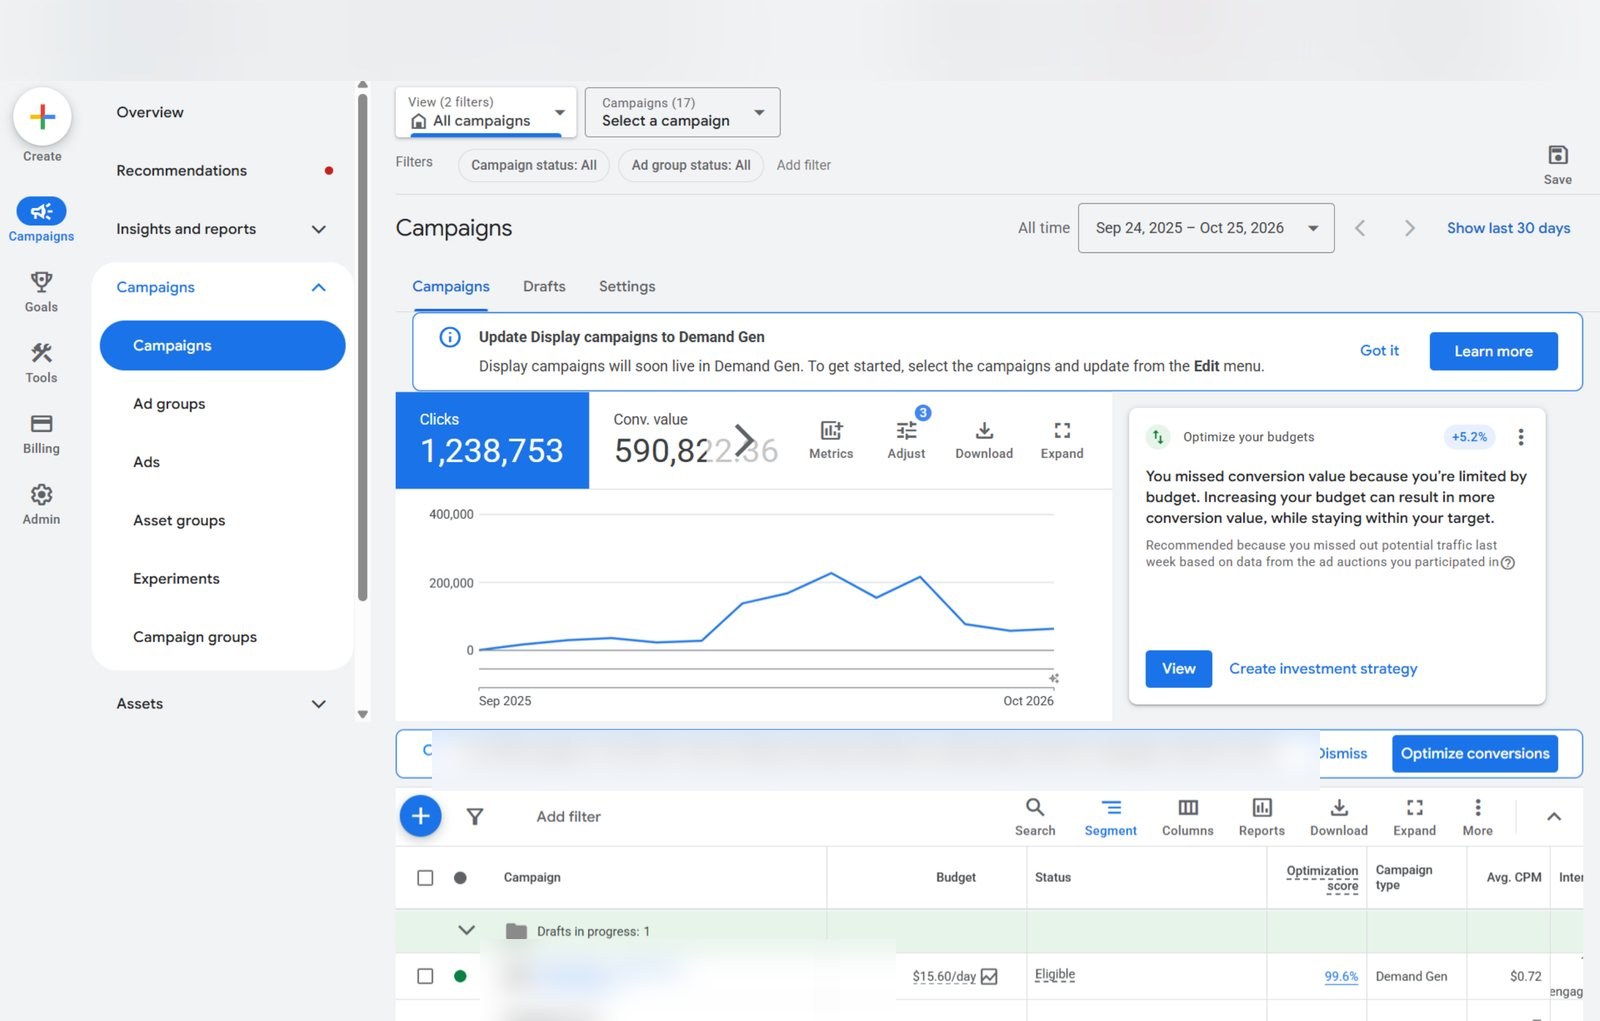 Create
Campaigns
Goals
Tools
Billing
Admin
Overview
Recommendations
Insights and reports
Campaigns
Campaigns
Ad groups
Ads
Asset groups
Experiments
Campaign groups
Assets
View (2 filters)
All campaigns
Campaigns (17)
Select a campaign
Filters
Campaign status: All
Ad group status: All
Add filter
Save
Campaigns
All time
Sep 24, 2025 – Oct 25, 2026
Show last 30 days
Campaigns
Drafts
Settings
Update Display campaigns to Demand Gen
Display campaigns will soon live in Demand Gen. To get started, select the campaigns and update from the Edit menu.
Got it
Learn more
Clicks
1,238,753
Conv. value
590,822.36
Metrics
3
Adjust
Download
Expand
400,000
200,000
0
Sep 2025
Oct 2026
Optimize your budgets
+5.2%
You missed conversion value because you're limited by
budget. Increasing your budget can result in more
conversion value, while staying within your target.
Recommended because you missed out potential traffic last
week based on data from the ad auctions you participated in
View
Create investment strategy
Dismiss
Optimize conversions
Add filter
Search
Segment
Columns
Reports
Download
Expand
More
Campaign
Budget
Status
Optimization
score
Campaign
type
Avg. CPM
Inter
Drafts in progress: 1
$15.60/day
Eligible
99.6%
Demand Gen
$0.72
engag